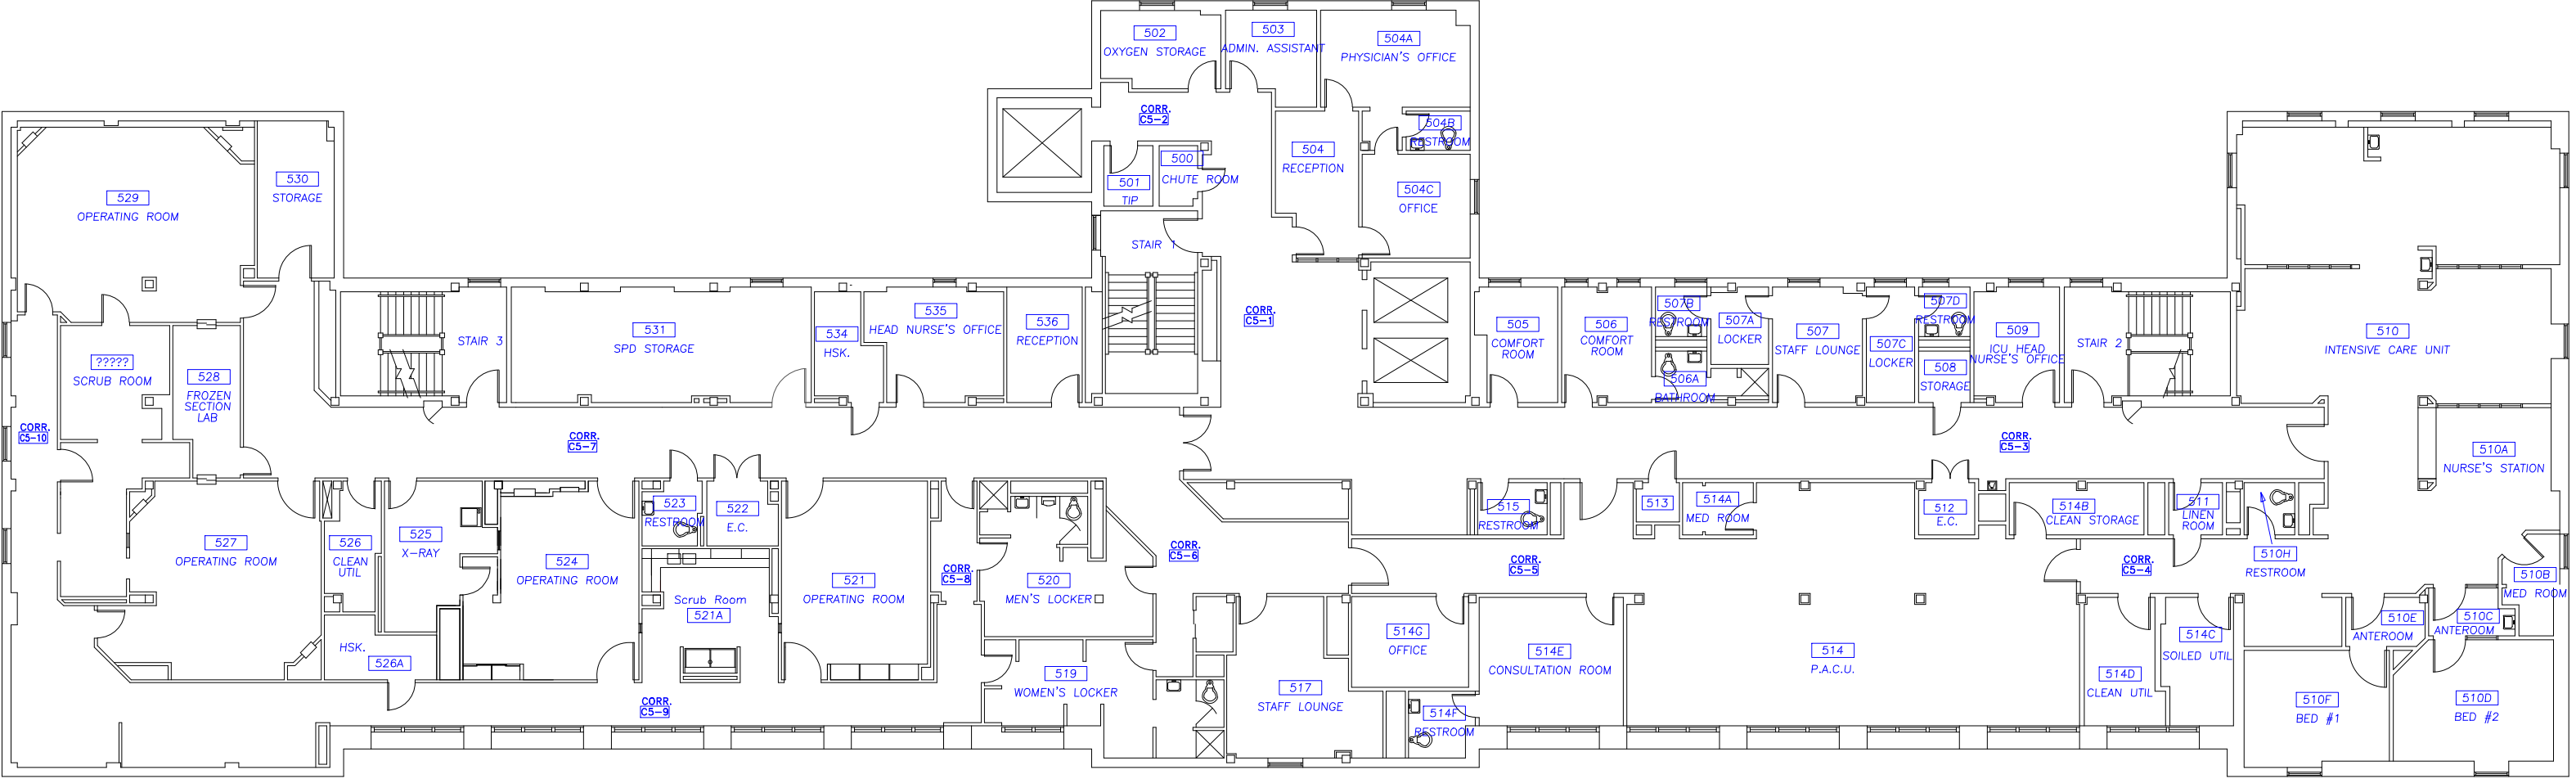 502
OXYGEN STORAGE
503
ADMIN. ASSISTANT
504A
PHYSICIAN'S OFFICE
CORR.
C5-2
504B
RESTROOM
500
CHUTE ROOM
501
TIP
504
RECEPTION
504C
OFFICE
STAIR 1
529
OPERATING ROOM
530
STORAGE
CORR.
C5-1
?????
SCRUB ROOM
528
FROZEN
SECTION
LAB
STAIR 3
531
SPD STORAGE
534
HSK.
535
HEAD NURSE'S OFFICE
536
RECEPTION
505
COMFORT
ROOM
506
COMFORT
ROOM
507B
RESTROOM
507A
LOCKER
506A
BATHROOM
507
STAFF LOUNGE
507C
LOCKER
507D
RESTROOM
508
STORAGE
509
ICU HEAD
NURSE'S OFFICE
STAIR 2
510
INTENSIVE CARE UNIT
CORR.
C5-10
CORR.
C5-7
CORR.
C5-3
510A
NURSE'S STATION
527
OPERATING ROOM
526
CLEAN
UTIL
525
X-RAY
524
OPERATING ROOM
523
RESTROOM
522
E.C.
Scrub Room
521A
521
OPERATING ROOM
CORR.
C5-8
520
MEN'S LOCKER
CORR.
C5-6
515
RESTROOM
513
514A
MED ROOM
512
E.C.
514B
CLEAN STORAGE
511
LINEN
ROOM
510H
RESTROOM
CORR.
C5-5
CORR.
C5-4
510B
MED ROOM
510C
ANTEROOM
510E
ANTEROOM
HSK.
526A
CORR.
C5-9
519
WOMEN'S LOCKER
517
STAFF LOUNGE
514G
OFFICE
514F
RESTROOM
514E
CONSULTATION ROOM
514
P.A.C.U.
514D
CLEAN UTIL
514C
SOILED UTIL
510F
BED #1
510D
BED #2